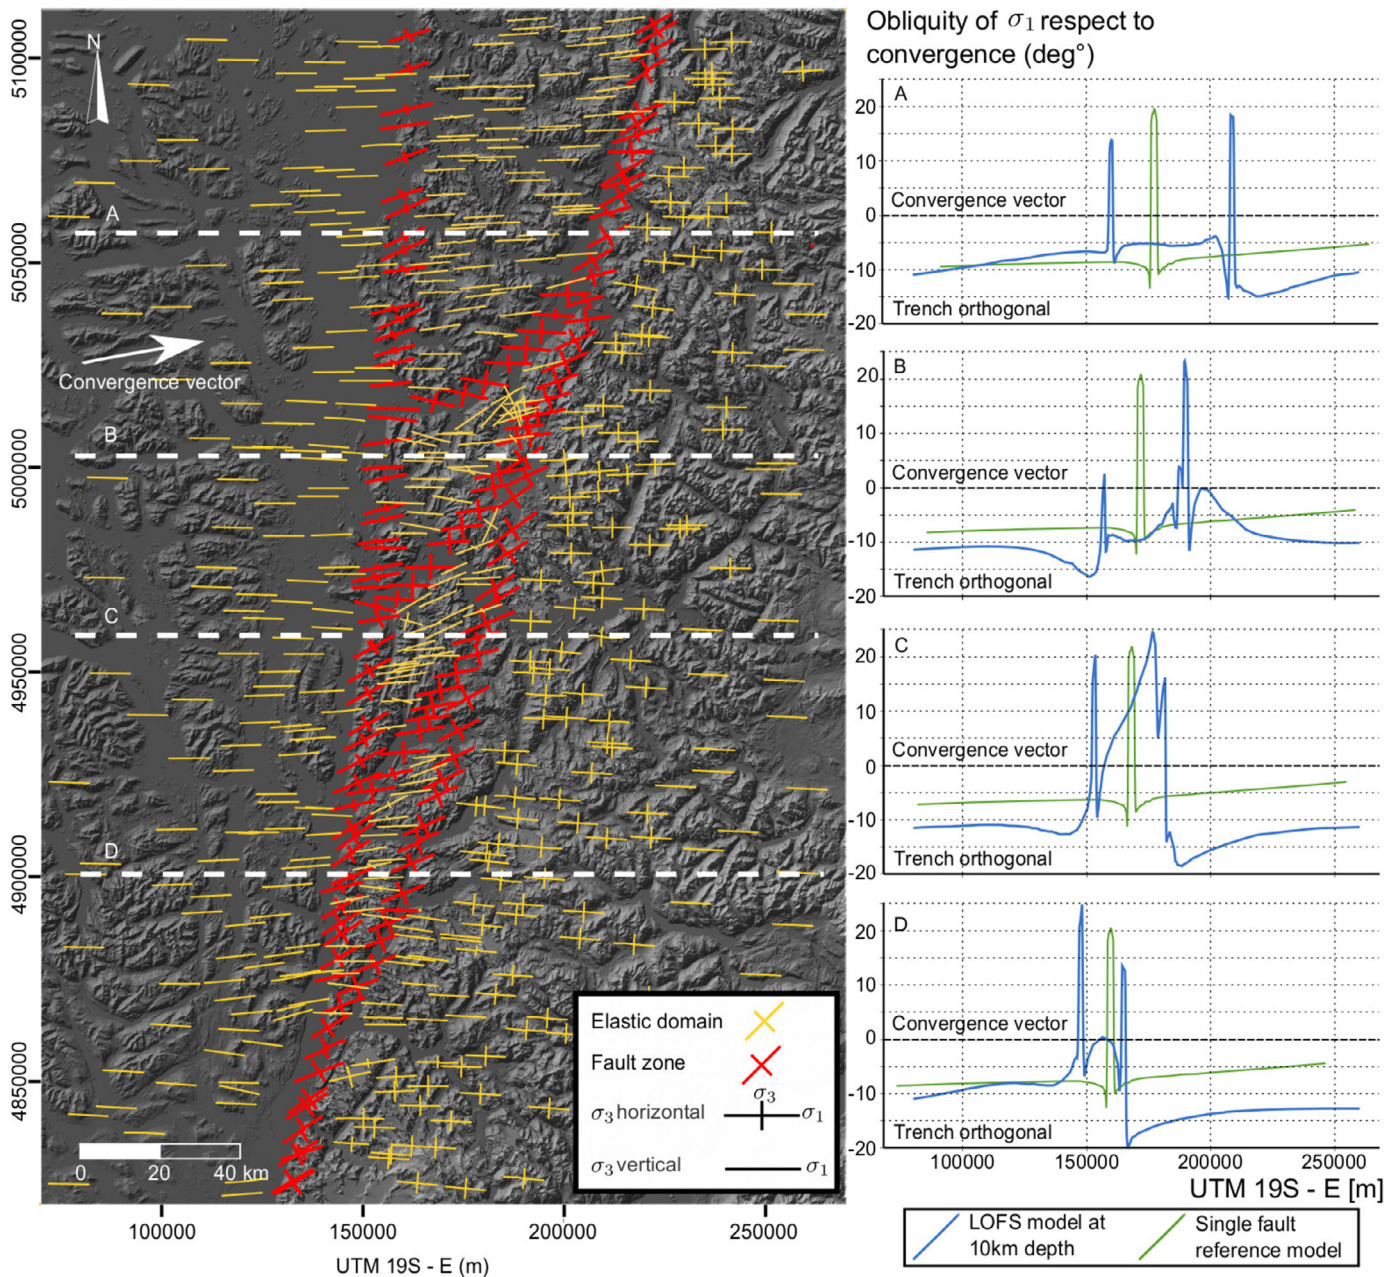 N
A
B
C
D
Convergence vector
5100000
5050000
5000000
4950000
4900000
4850000
100000
150000
200000
250000
UTM 19S - E (m)
0
20
40 km
Elastic domain
Fault zone
σ3 horizontal
σ3
σ1
σ3 vertical
σ1
Obliquity of σ1 respect to
convergence (deg°)
A
20
10
0
-10
-20
Convergence vector
Trench orthogonal
B
20
10
0
-10
-20
Convergence vector
Trench orthogonal
C
20
10
0
-10
-20
Convergence vector
Trench orthogonal
D
20
10
0
-10
-20
Convergence vector
Trench orthogonal
100000
150000
200000
250000
UTM 19S - E [m]
LOFS model at
10km depth
Single fault
reference model